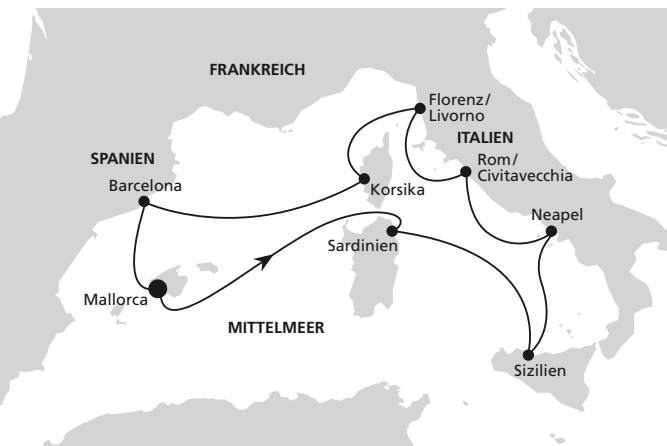 FRANKREICH
Florenz/
Livorno
ITALIEN
SPANIEN
Rom/
Civitavecchia
Barcelona
Korsika
Neapel
Sardinien
Mallorca
MITTELMEER
Sizilien